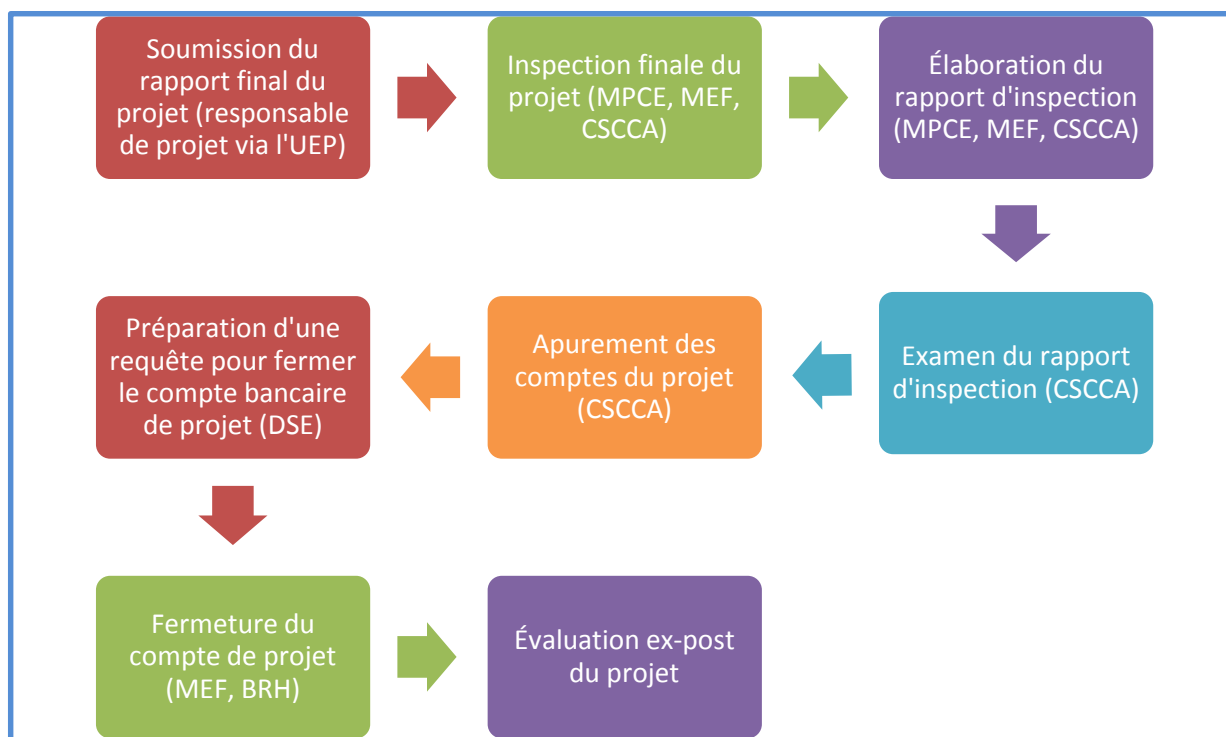 Soumission du
rapport final du
projet (responsable
de projet via l'UEP)
Inspection finale du
projet (MPCE, MEF,
CSCCA)
Élaboration du
rapport d'inspection
(MPCE, MEF, CSCCA)
Examen du rapport
d'inspection (CSCCA)
Apurement des
comptes du projet
(CSCCA)
Préparation d'une
requête pour fermer
le compte bancaire
de projet (DSE)
Fermeture du
compte de projet
(MEF, BRH)
Évaluation ex-post
du projet